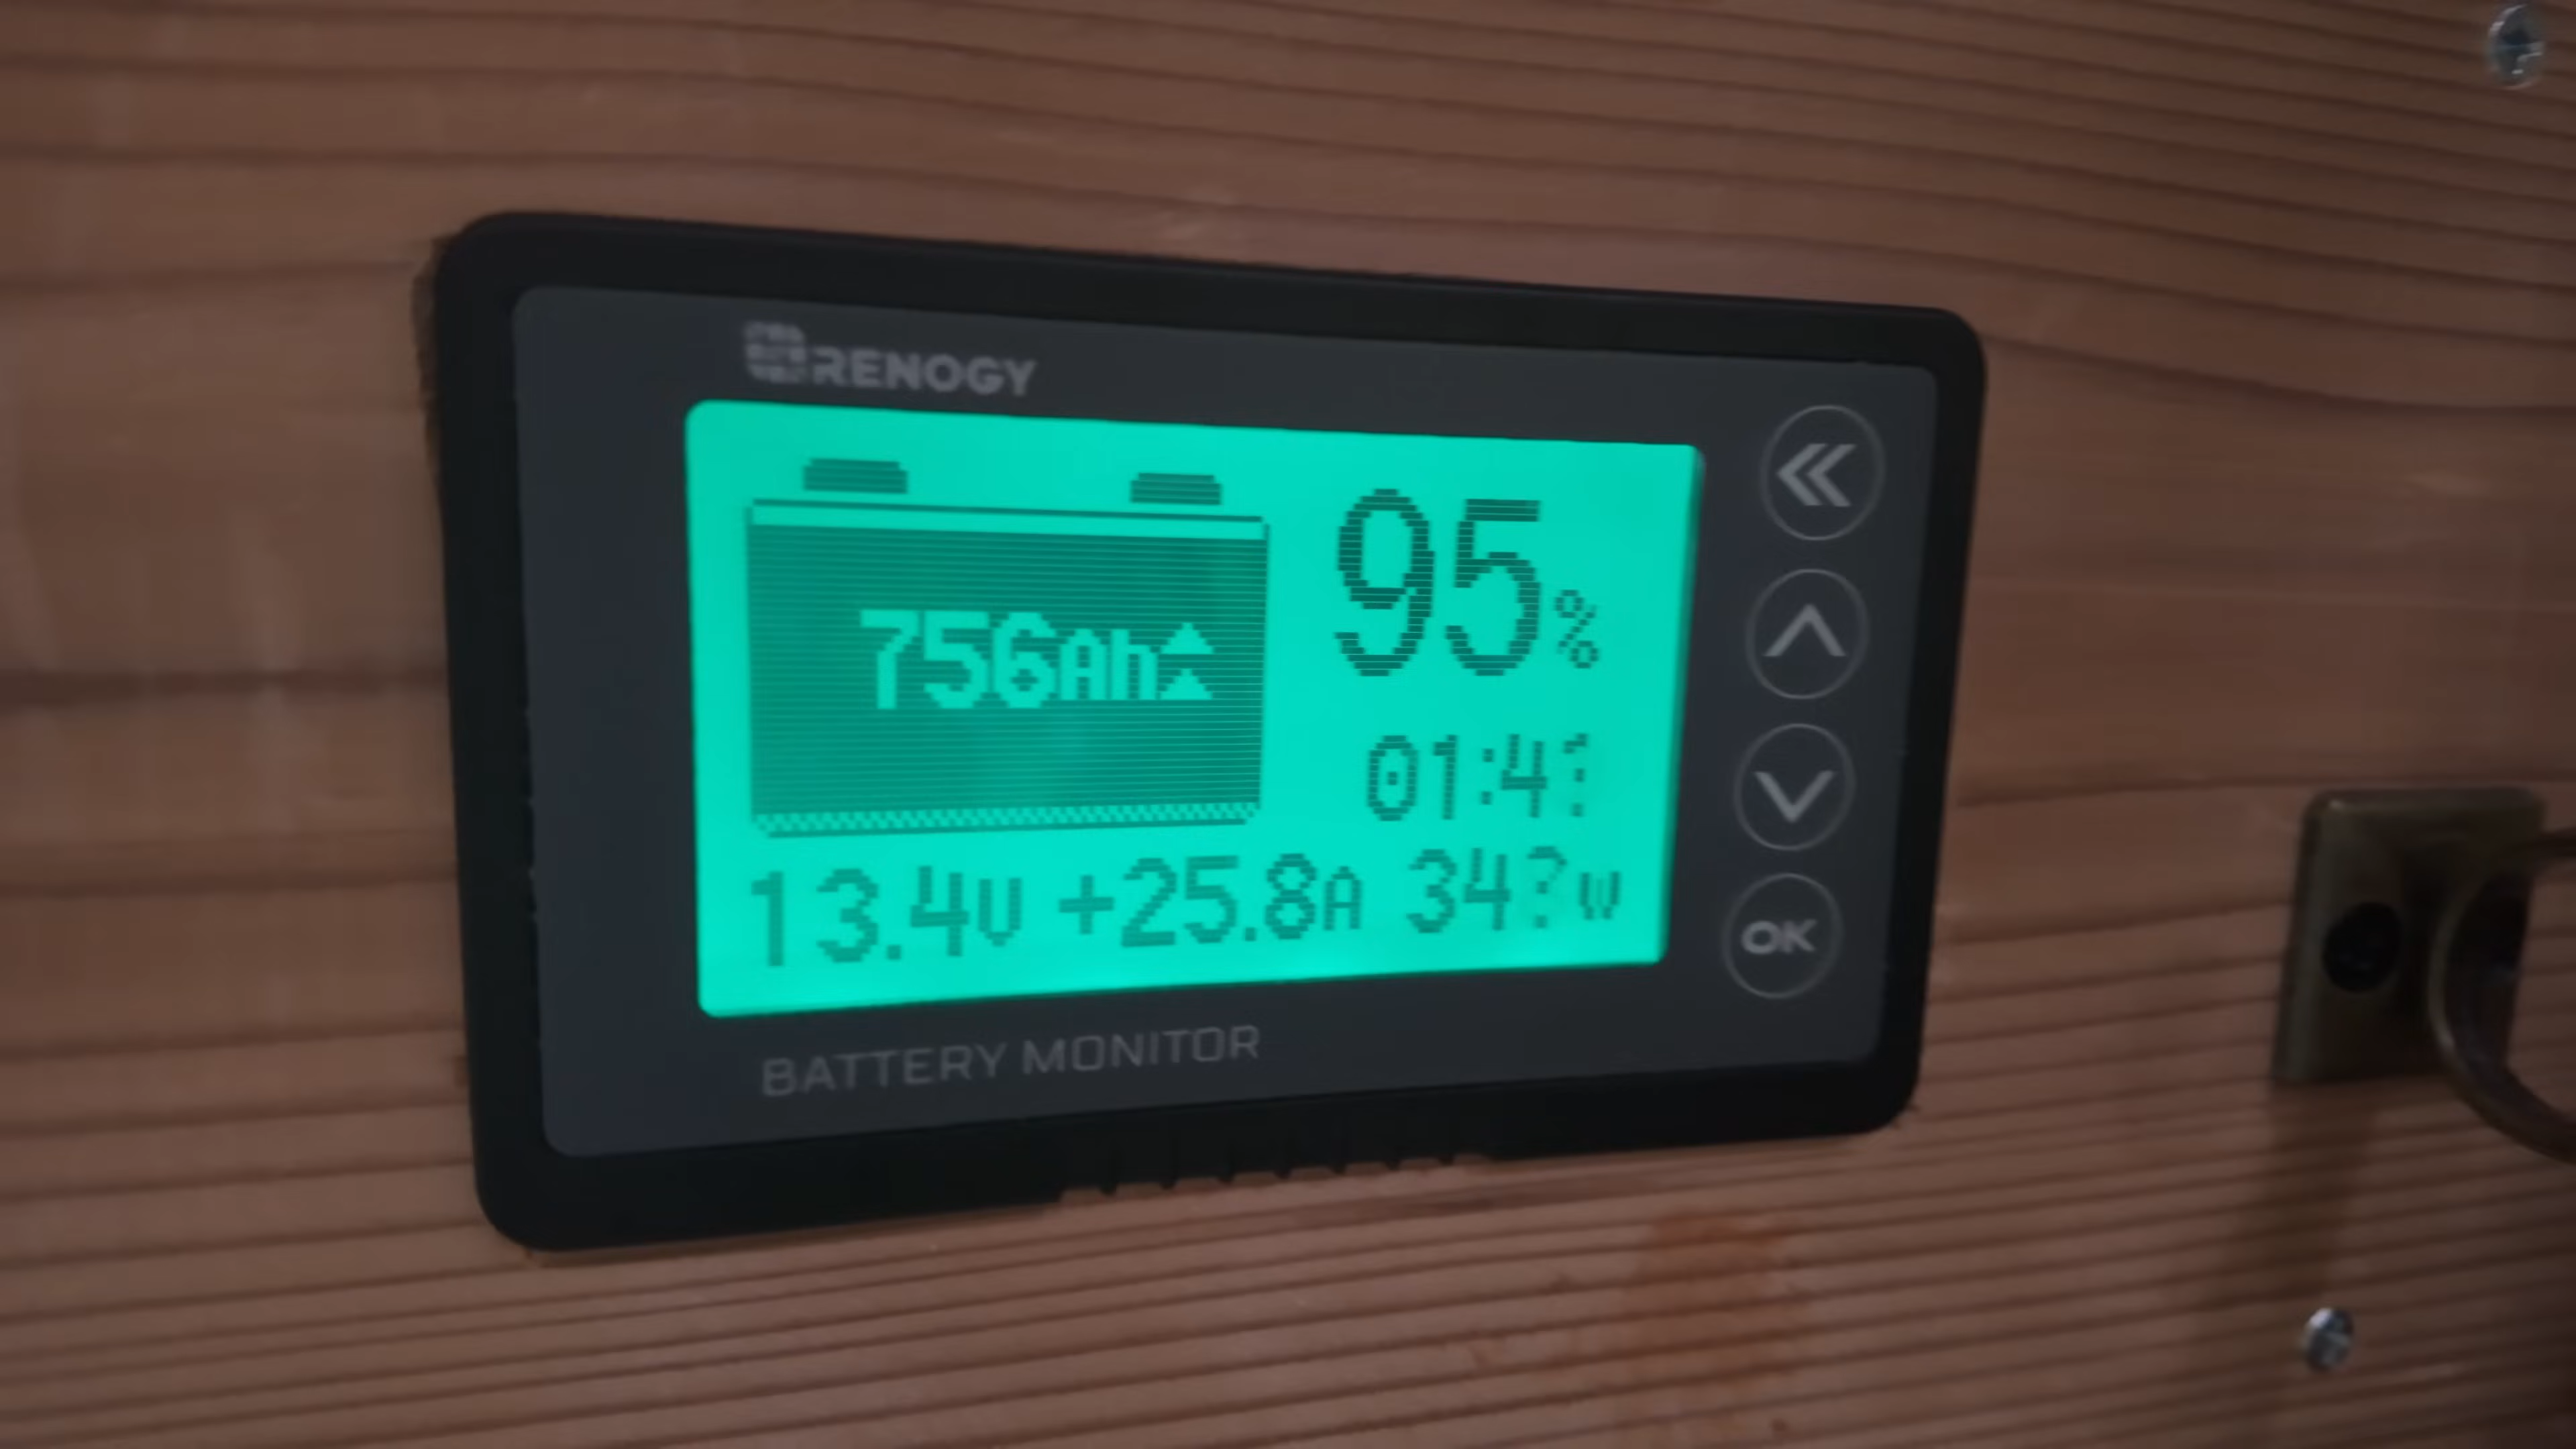 RENOGY
756Ah
95%
13.4V +25.8A
OK
BATTERY MONITOR